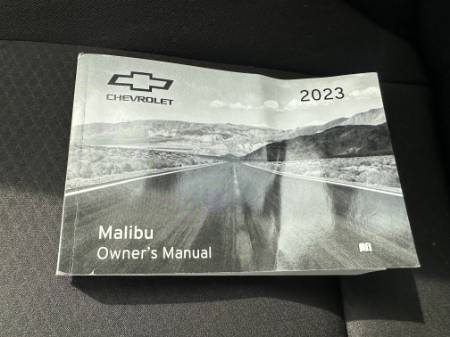 CHEVROLET
2023
Malibu
Owner's Manual